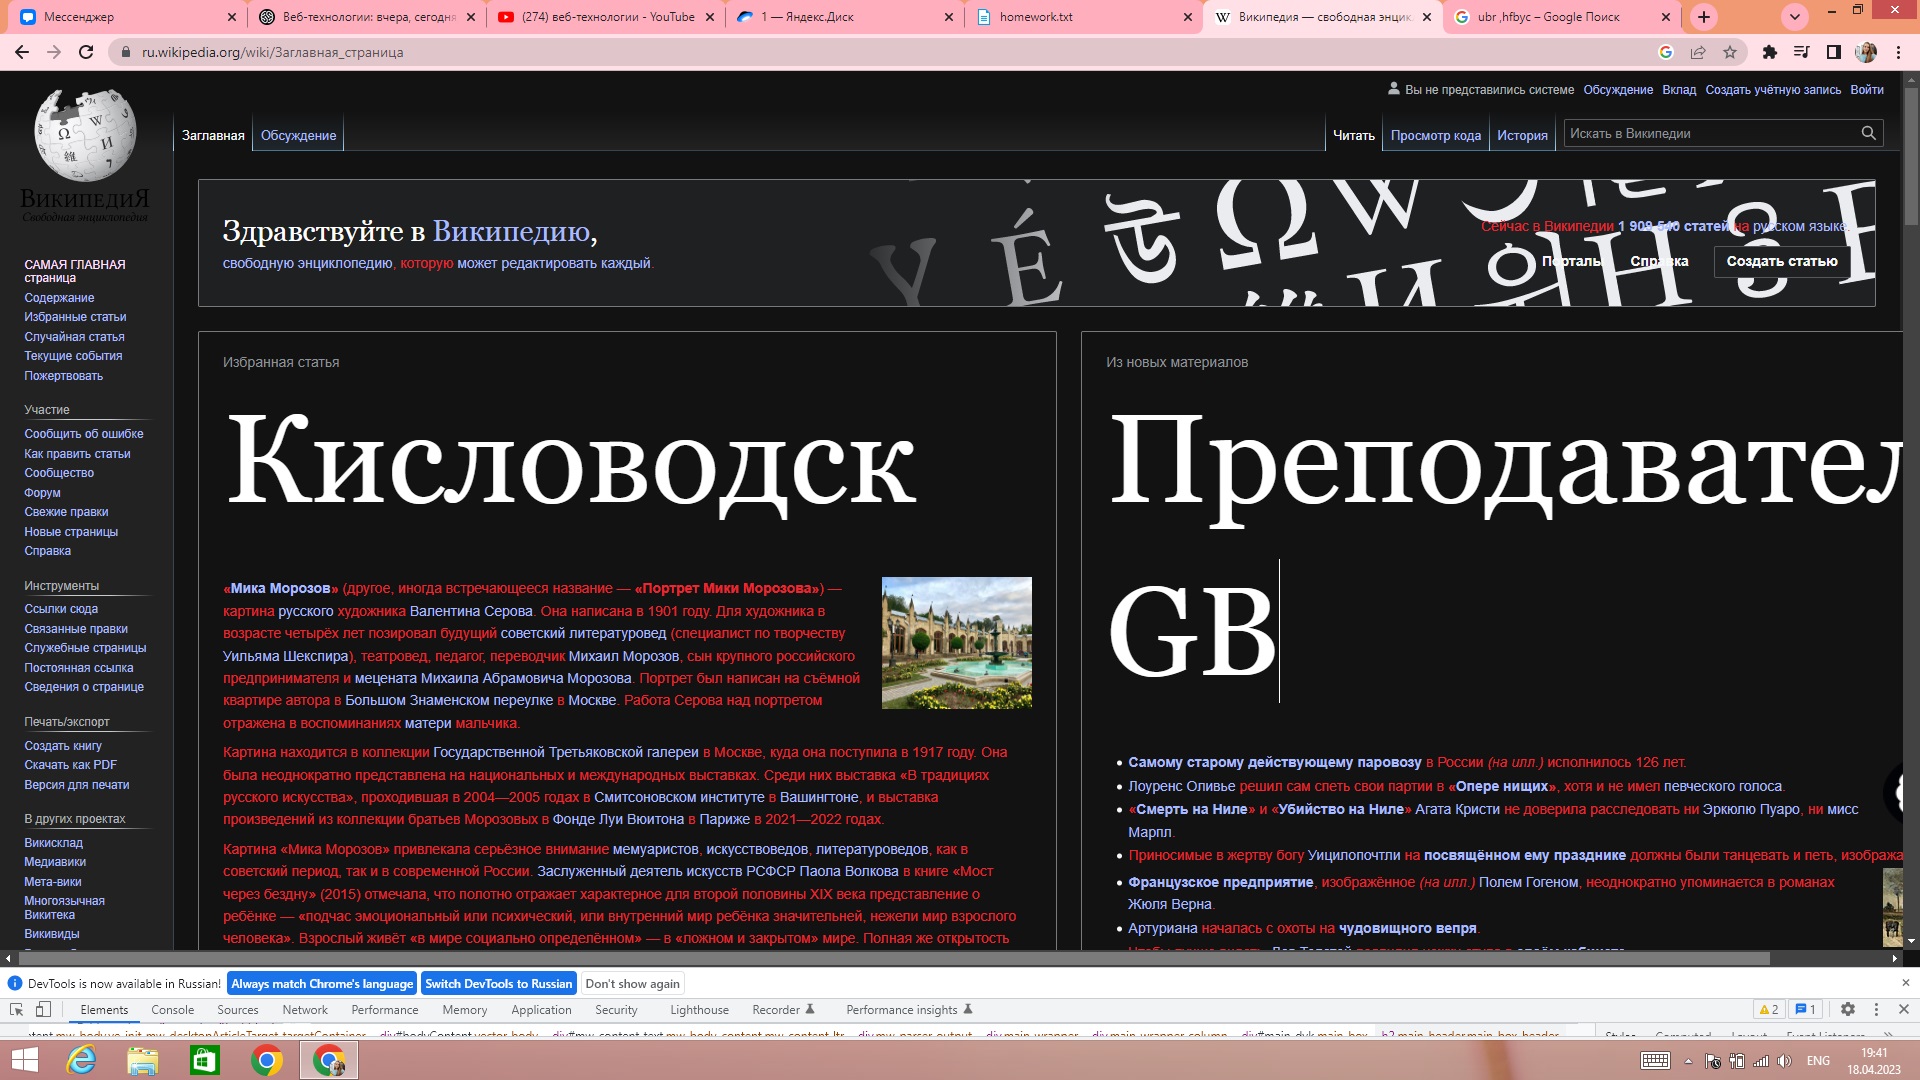 Мессенджер
Веб-технологии: вчера, сегодня
(274) веб-технологии - YouTube
1 — Яндекс.Диск
homework.txt
Википедия — свободная энцик
ubr ,hfbyc – Google Поиск
ru.wikipedia.org/wiki/Заглавная_страница
Вы не представились системе Обсуждение Вклад Создать учётную запись Войти
Заглавная Обсуждение
Читать Просмотр кода История Искать в Википедии
ВикипедиЯ
Свободная энциклопедия
САМАЯ ГЛАВНАЯ
страница
Содержание
Избранные статьи
Случайная статья
Текущие события
Пожертвовать
Участие
Сообщить об ошибке
Как править статьи
Сообщество
Форум
Свежие правки
Новые страницы
Справка
Инструменты
Ссылки сюда
Связанные правки
Служебные страницы
Постоянная ссылка
Сведения о странице
Печать/экспорт
Создать книгу
Скачать как PDF
Версия для печати
В других проектах
Викисклад
Медиавики
Мета-вики
Многоязычная
Викитека
Викивиды
Здравствуйте в Википедию,
свободную энциклопедию, которую может редактировать каждый.
Сейчас в Википедии 1 909 540 статей на русском языке.
Порталы Справка Создать статью
Избранная статья
Кисловодск
«Мика Морозов» (другое, иногда встречающееся название — «Портрет Мики Морозова») —
картина русского художника Валентина Серова. Она написана в 1901 году. Для художника в
возрасте четырёх лет позировал будущий советский литературовед (специалист по творчеству
Уильяма Шекспира), театровед, педагог, переводчик Михаил Морозов, сын крупного российского
предпринимателя и мецената Михаила Абрамовича Морозова. Портрет был написан на съёмной
квартире автора в Большом Знаменском переулке в Москве. Работа Серова над портретом
отражена в воспоминаниях матери мальчика.
Картина находится в коллекции Государственной Третьяковской галереи в Москве, куда она поступила в 1917 году. Она
была неоднократно представлена на национальных и международных выставках. Среди них выставка «В традициях
русского искусства», проходившая в 2004—2005 годах в Смитсоновском институте в Вашингтоне, и выставка
произведений из коллекции братьев Морозовых в Фонде Луи Вюитона в Париже в 2021—2022 годах.
Картина «Мика Морозов» привлекала серьёзное внимание мемуаристов, искусствоведов, литературоведов, как в
советский период, так и в современной России. Заслуженный деятель искусств РСФСР Паола Волкова в книге «Мост
через бездну» (2015) отмечала, что полотно отражает характерное для второй половины XIX века представление о
ребёнке — «подчас эмоциональный или психический, или внутренний мир ребёнка значительней, нежели мир взрослого
человека». Взрослый живёт «в мире социально определённом» — в «ложном и закрытом» мире. Полная же открытость
Из новых материалов
Преподавател
GB
Самому старому действующему паровозу в России (на илл.) исполнилось 126 лет.
Лоуренс Оливье решил сам спеть свои партии в «Опере нищих», хотя и не имел певческого голоса.
«Смерть на Ниле» и «Убийство на Ниле» Агата Кристи не доверила расследовать ни Эркюлю Пуаро, ни мисс
Марпл.
Приносимые в жертву богу Уицилопочтли на посвящённом ему празднике должны были танцевать и петь, изобража
Французское предприятие, изображённое (на илл.) Полем Гогеном, неоднократно упоминается в романах
Жюля Верна.
Артуриана началась с охоты на чудовищного вепря.
DevTools is now available in Russian! Always match Chrome's language Switch DevTools to Russian Don't show again
Elements Console Sources Network Performance Memory Application Security Lighthouse Recorder Performance insights 2 1
ENG
19:41
18.04.2023